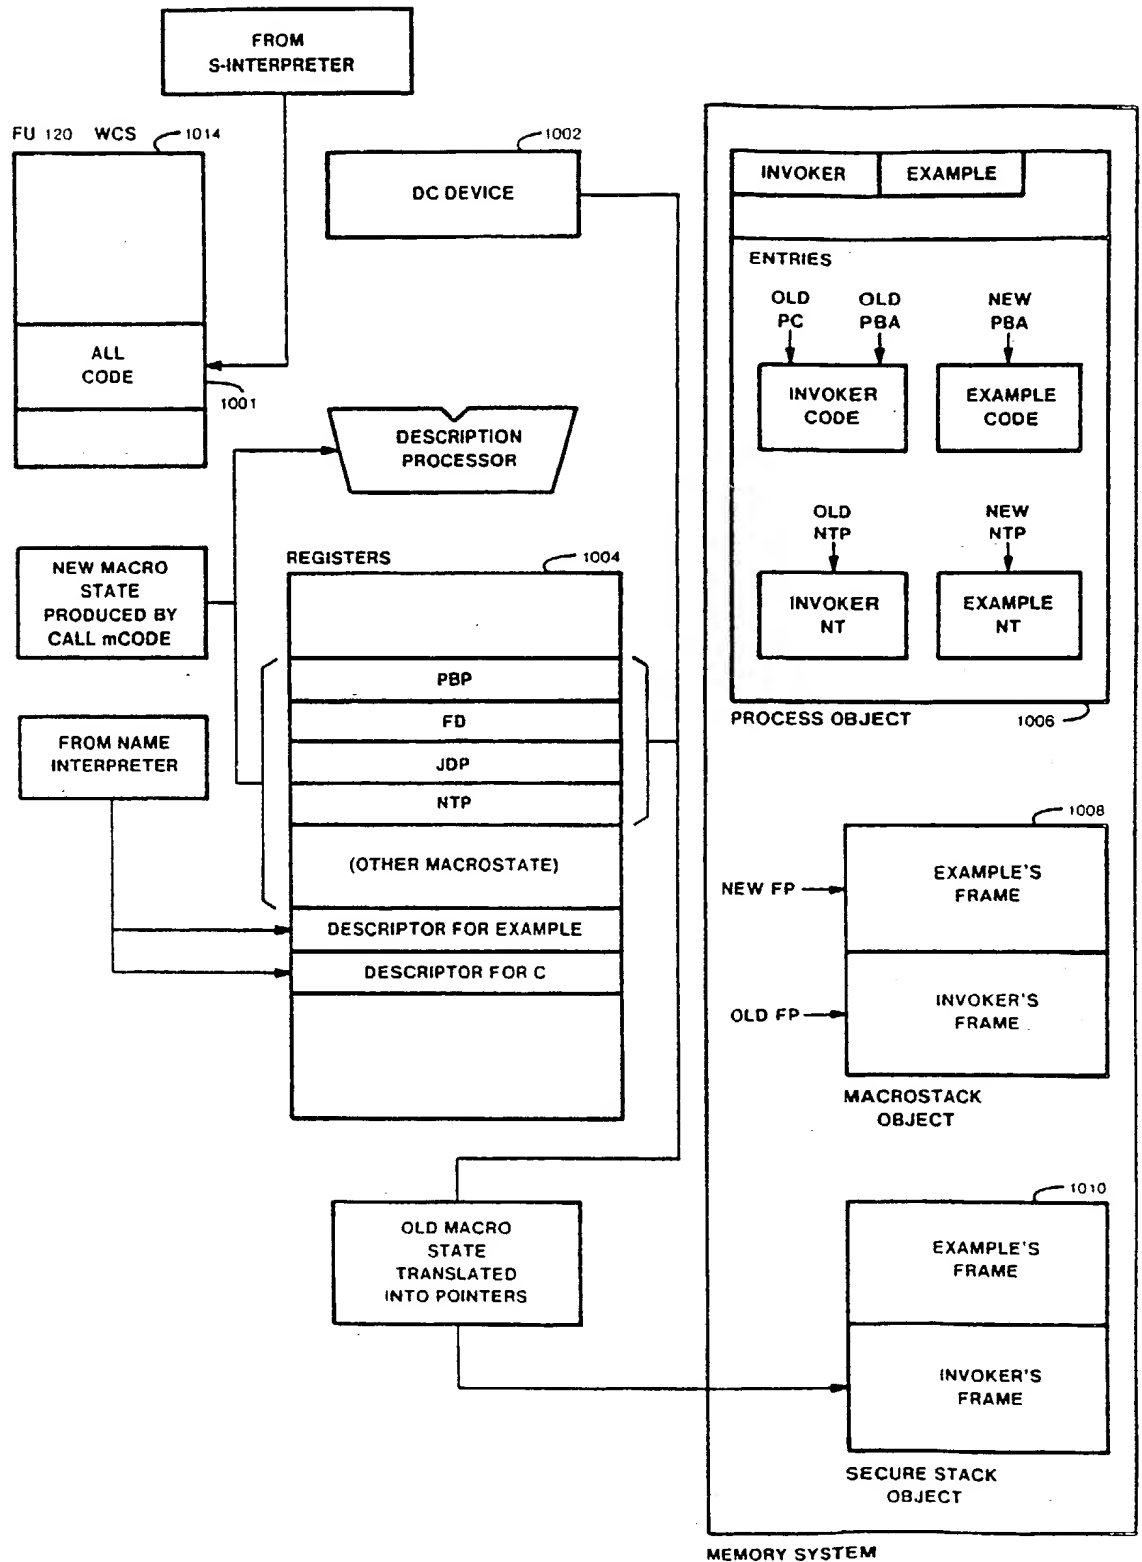 FROM
S-INTERPRETER
FU 120 WCS 1014
ALL
CODE
1001
1002
DC DEVICE
DESCRIPTION
PROCESSOR
NEW MACRO
STATE
PRODUCED BY
CALL mCODE
FROM NAME
INTERPRETER
REGISTERS 1004
PBP
FD
JDP
NTP
(OTHER MACROSTATE)
DESCRIPTOR FOR EXAMPLE
DESCRIPTOR FOR C
OLD MACRO
STATE
TRANSLATED
INTO POINTERS
INVOKER EXAMPLE
ENTRIES
OLD
PC
OLD
PBA
NEW
PBA
INVOKER
CODE
EXAMPLE
CODE
OLD
NTP
NEW
NTP
INVOKER
NT
EXAMPLE
NT
PROCESS OBJECT 1006
1008
NEW FP
EXAMPLE'S
FRAME
OLD FP
INVOKER'S
FRAME
MACROSTACK
OBJECT
1010
EXAMPLE'S
FRAME
INVOKER'S
FRAME
SECURE STACK
OBJECT
MEMORY SYSTEM